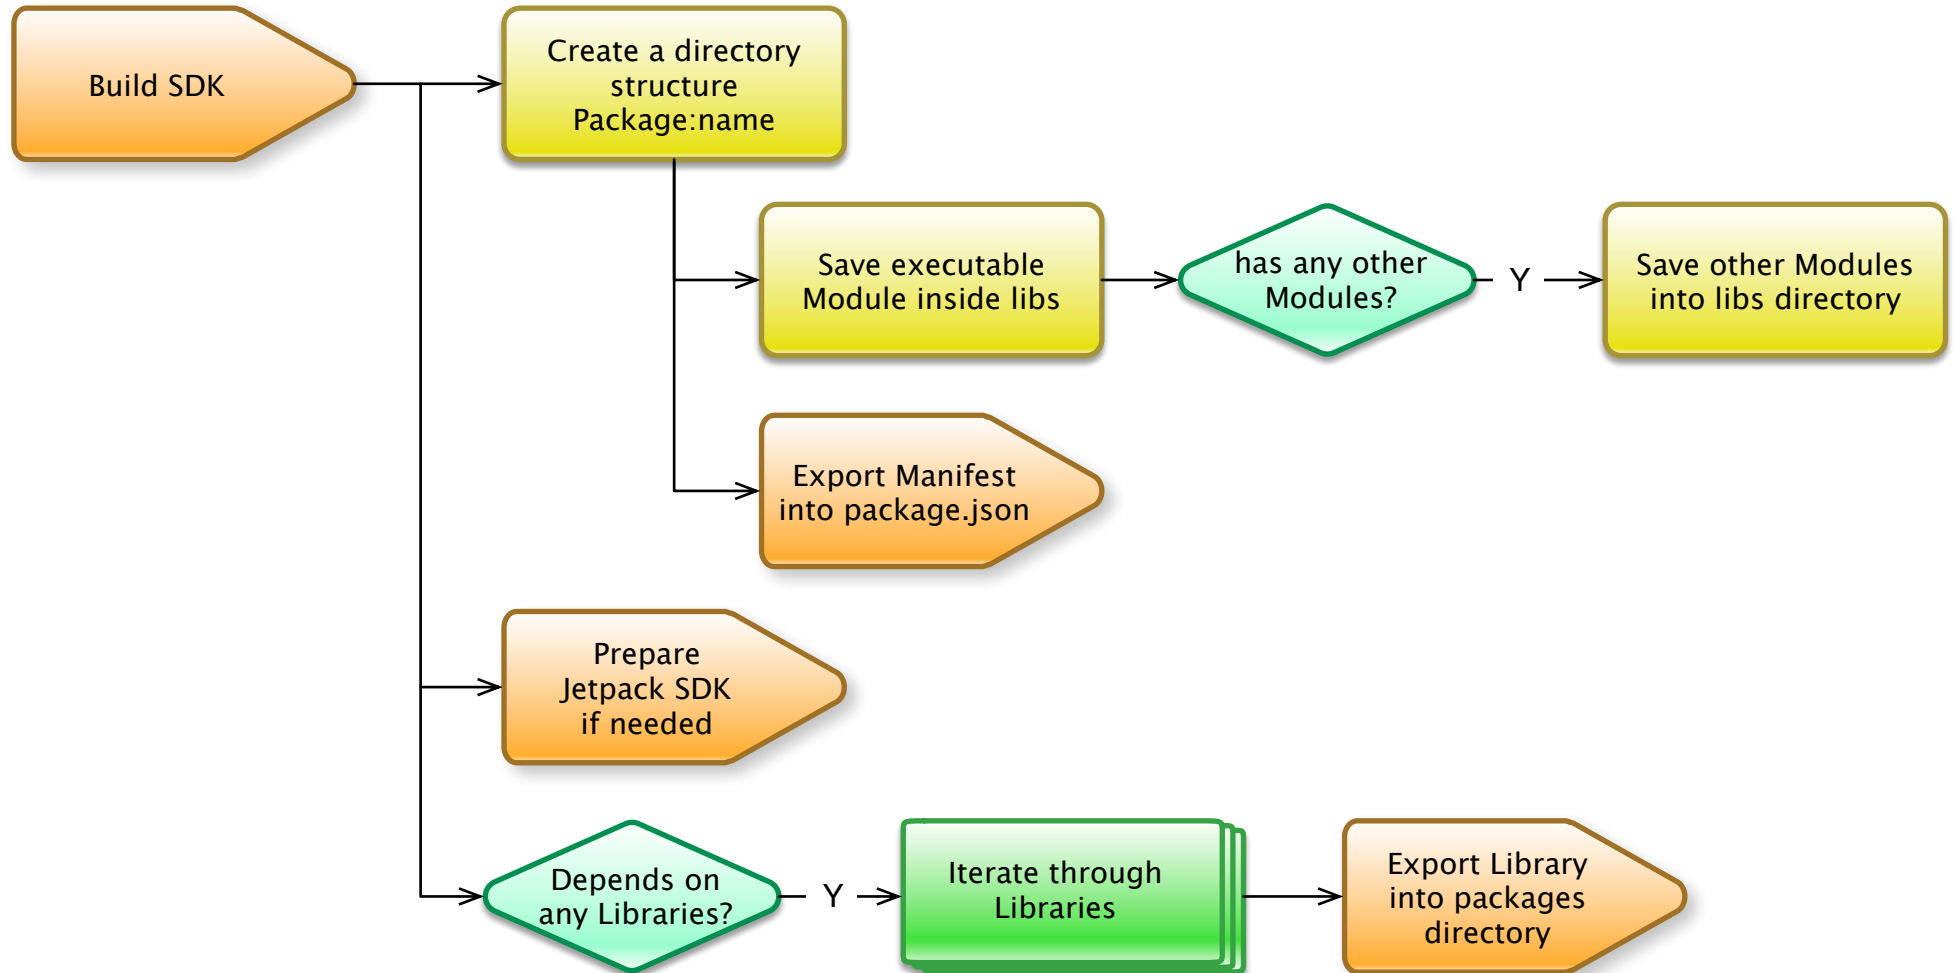 Build SDK
Create a directory
structure
Package:name
Save executable
Module inside libs
has any other
Modules?
Y
Save other Modules
into libs directory
Export Manifest
into package.json
Prepare
Jetpack SDK
if needed
Depends on
any Libraries?
Y
Iterate through
Libraries
Export Library
into packages
directory